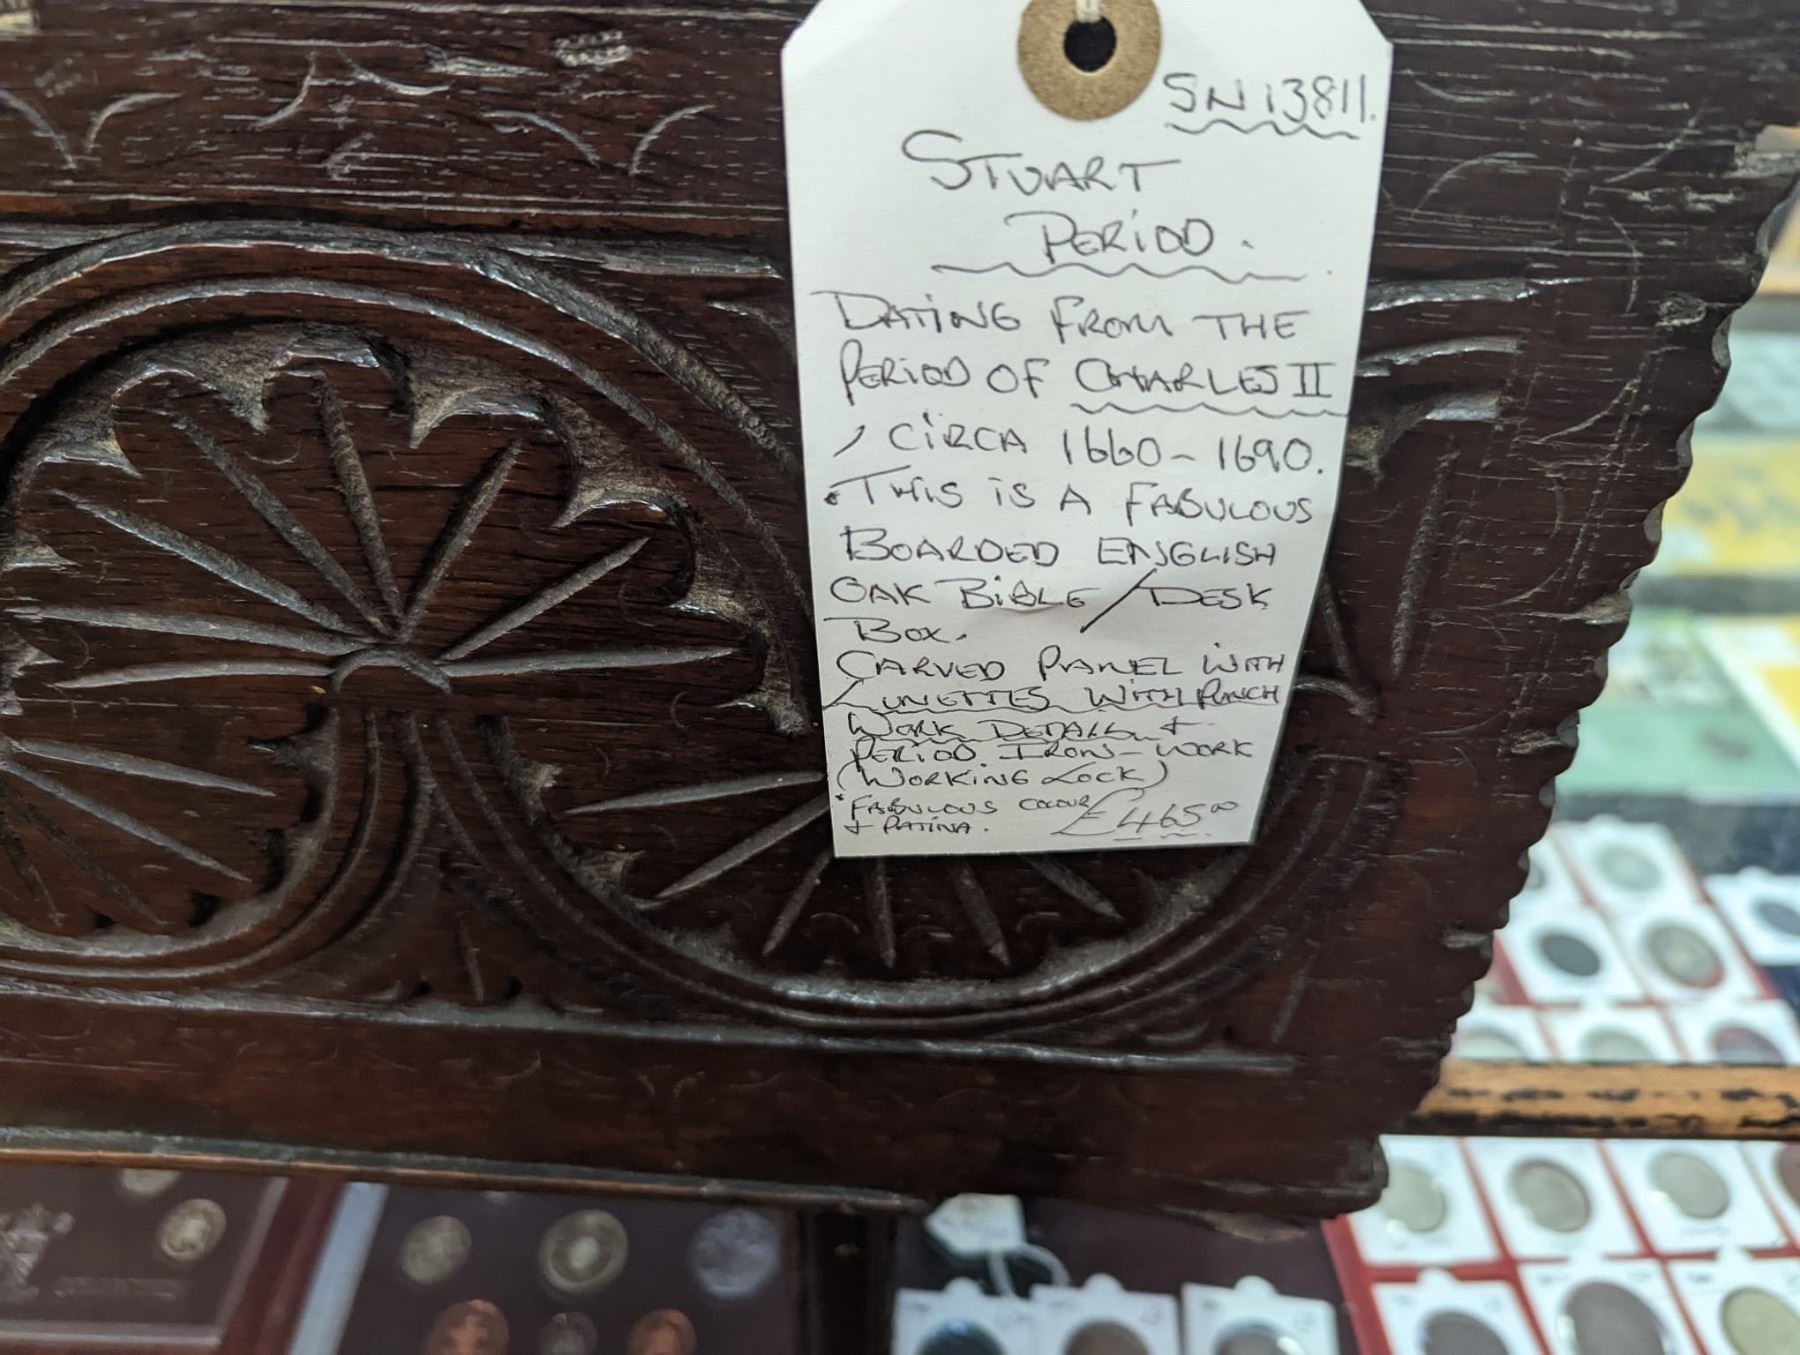 SN13811.
STUART
PERIOD.
DATING FROM THE
PERIOD OF CHARLES II
, CIRCA 1660-1690.
• THIS IS A FABULOUS
BOARDED ENGLISH
OAK BIBLE / DESK
BOX.
CARVED PANEL WITH
LUNETTES WITH PUNCH
WORK DETAIL &
PERIOD IRON-WORK
(WORKING LOCK)
• FABULOUS COLOUR
& PATINA. £465.00